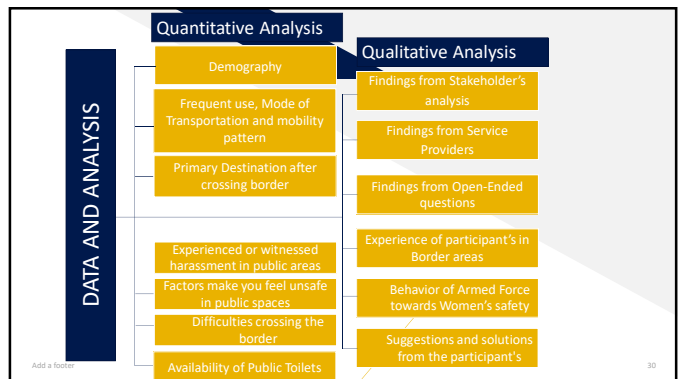 DATA AND ANALYSIS
Quantitative Analysis
Demography
Frequent use, Mode of
Transportation and mobility
pattern
Primary Destination after
crossing border
Experienced or witnessed
harassment in public areas
Factors make you feel unsafe
in public spaces
Difficulties crossing the
border
Availability of Public Toilets
Qualitative Analysis
Findings from Stakeholder's
analysis
Findings from Service
Providers
Findings from Open-Ended
questions
Experience of participant's in
Border areas
Behavior of Armed Force
towards Women's safety
Suggestions and solutions
from the participant's
Add a footer
30